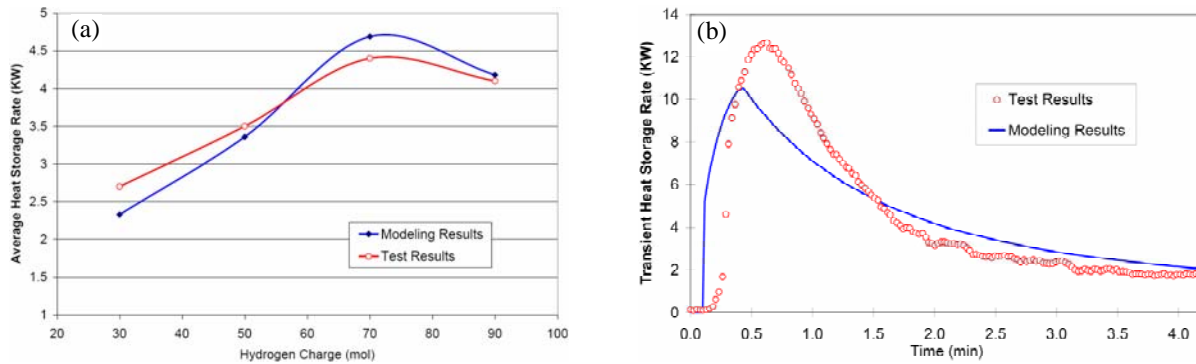 (a)
Average Heat Storage Rate (KW)
5
4.5
4
3.5
3
2.5
2
1.5
1
20 30 40 50 60 70 80 90 100
Hydrogen Charge (mol)
Modeling Results
Test Results
(b)
Transient Heat Storage Rate (KW)
14
12
10
8
6
4
2
0
0.0 0.5 1.0 1.5 2.0 2.5 3.0 3.5 4.0
Time (min)
Test Results
Modeling Results